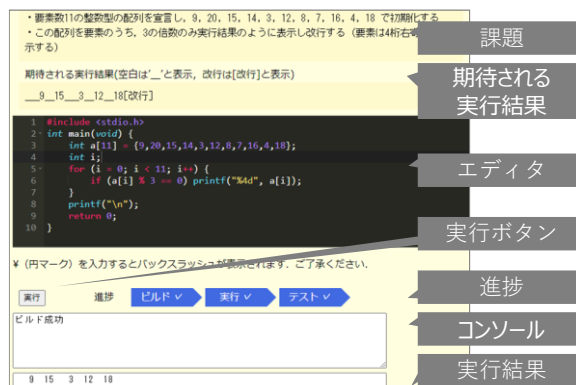 ・要素数11の整数型の配列を宣言し，9, 20, 15, 14, 3, 12, 8, 7, 16, 4, 18 で初期化する
・この配列を要素のうち，3の倍数のみ実行結果のように表示し改行する（要素は4桁右
示する）
課題
期待される実行結果(空白は'_'と表示，改行は[改行]と表示)
期待される
実行結果
___9__15___3__12__18[改行]
1 #include <stdio.h>
2 int main(void) {
3 int a[11] = {9,20,15,14,3,12,8,7,16,4,18};
4 int i;
5 for (i = 0; i < 11; i++) {
6 if (a[i] % 3 == 0) printf("%4d", a[i]);
7 }
8 printf("\n");
9 return 0;
10 }
エディタ
実行ボタン
¥（円マーク）を入力するとバックスラッシュが表示されます．ご了承ください．
実行 進捗 ビルド ✓ 実行 ✓ テスト ✓
進捗
ビルド成功
コンソール
9 15 3 12 18
実行結果